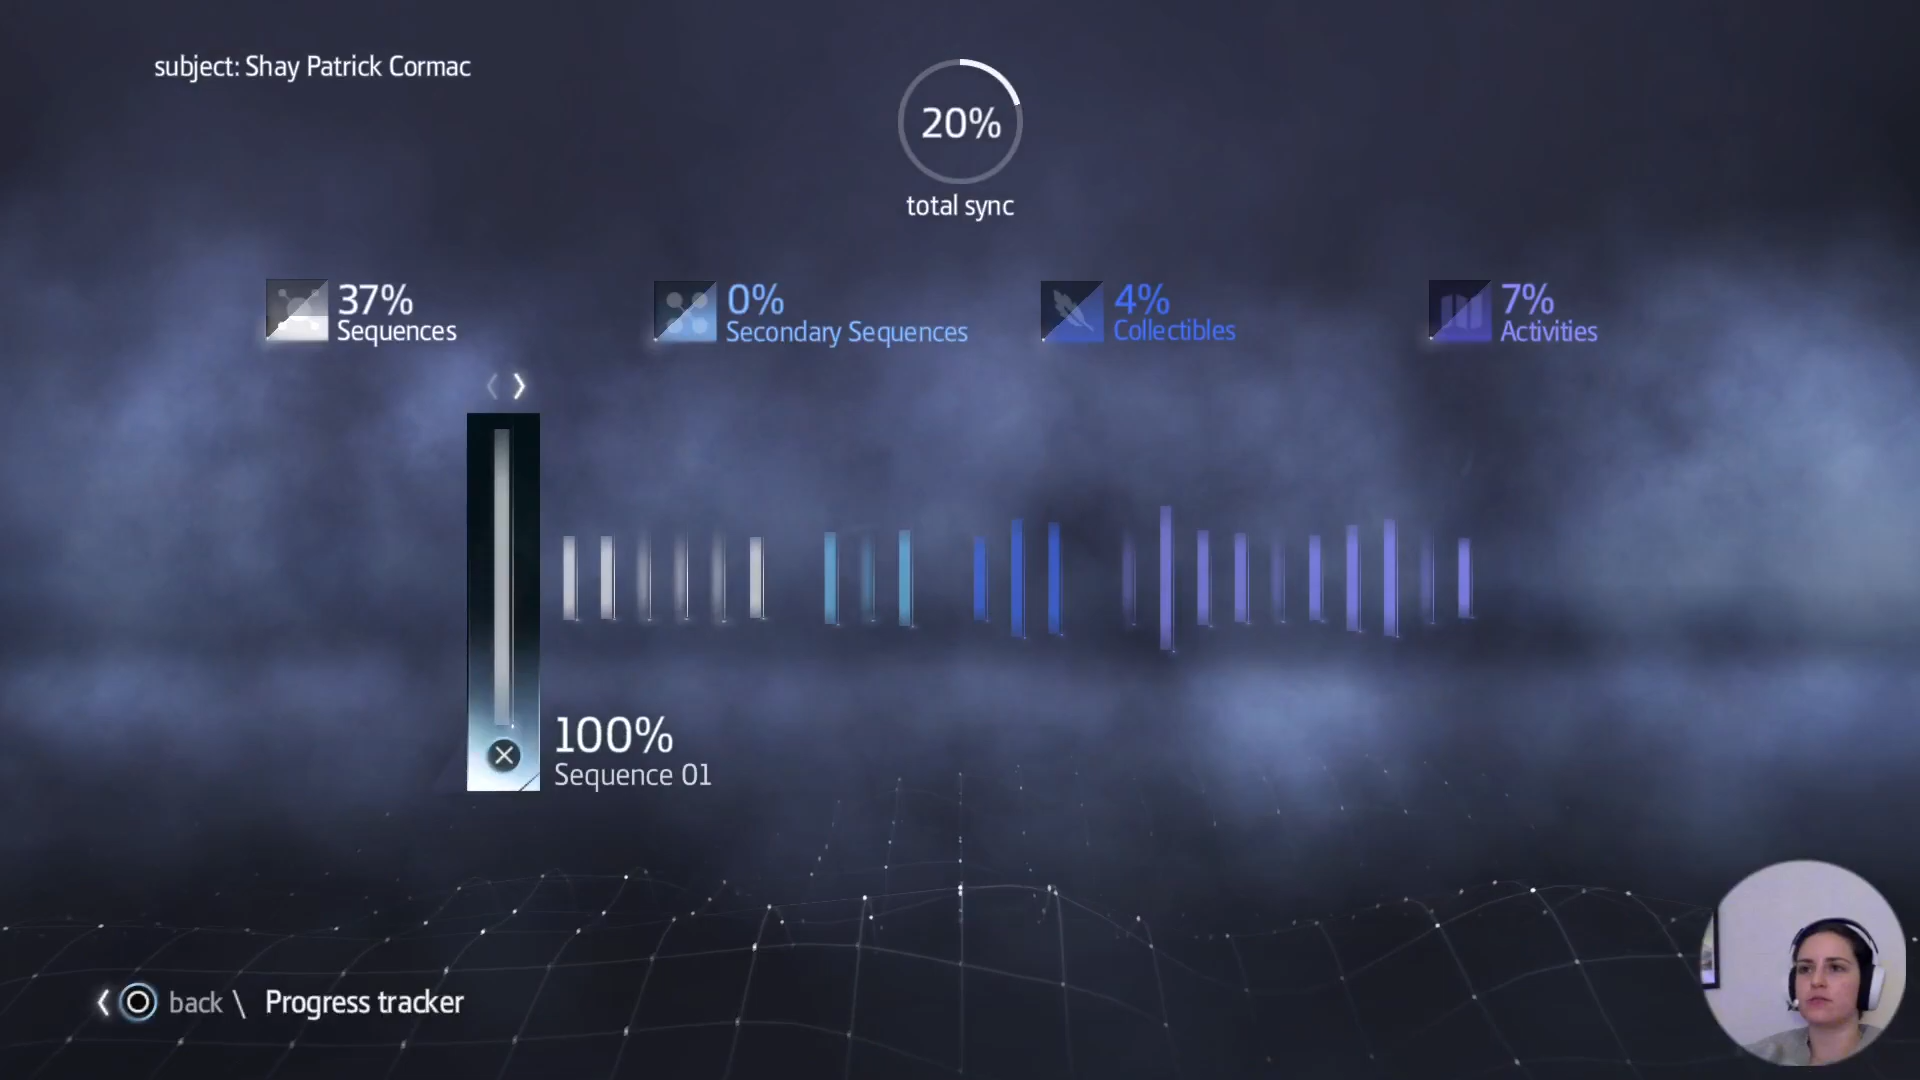 subject: Shay Patrick Cormac
20%
total sync
37%
Sequences
0%
Secondary Sequences
4%
Collectibles
7%
Activities
100%
Sequence 01
back \ Progress tracker